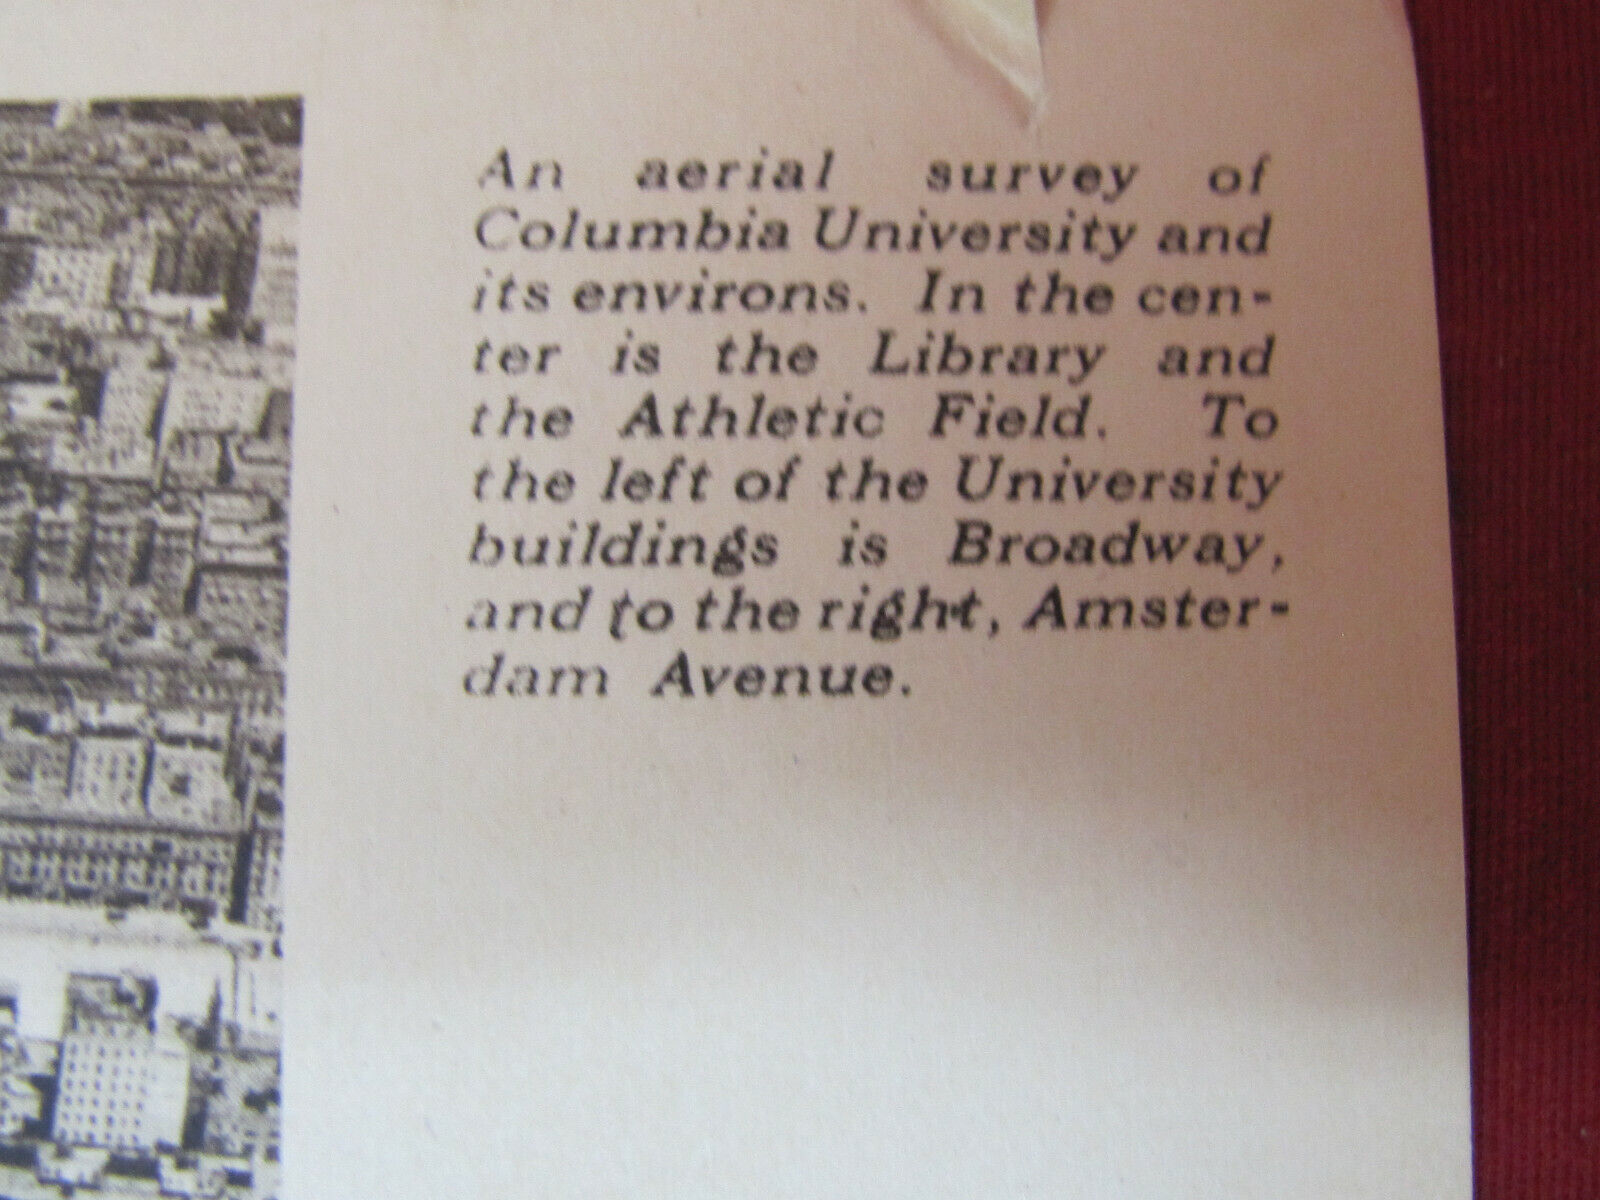 An aerial survey of
Columbia University and
its environs. In the cen-
ter is the Library and
the Athletic Field. To
the left of the University
buildings is Broadway,
and to the right, Amster-
dam Avenue.